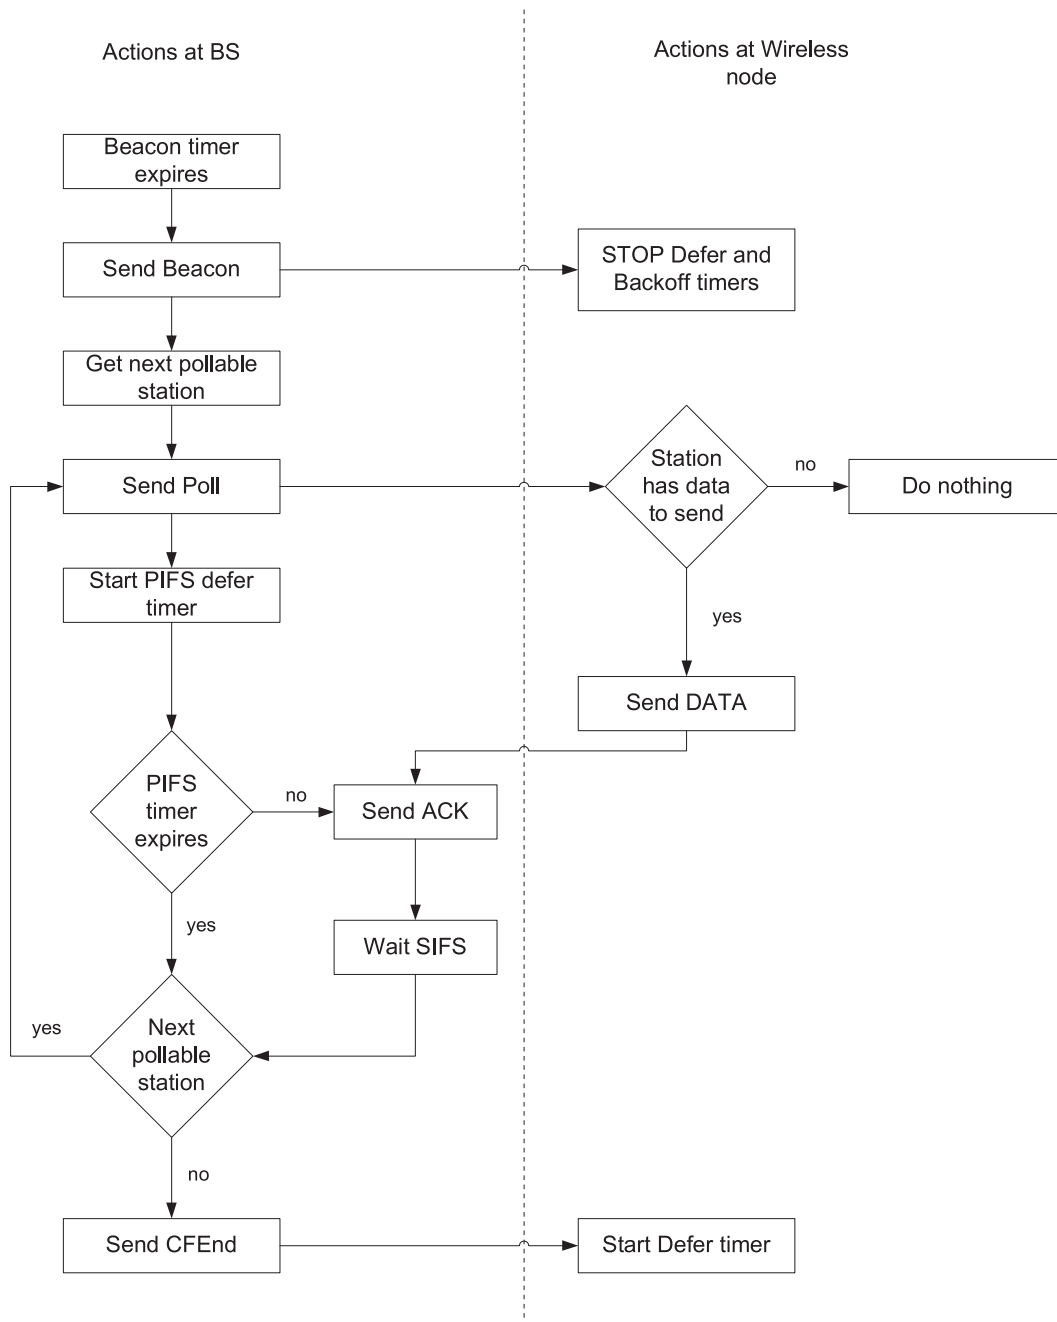 Actions at BS
Actions at Wireless
node
Beacon timer
expires
Send Beacon
STOP Defer and
Backoff timers
Get next pollable
station
Send Poll
Station
has data
to send
no
Do nothing
Start PIFS defer
timer
yes
Send DATA
PIFS
timer
expires
no
Send ACK
yes
Wait SIFS
yes
Next
pollable
station
no
Send CFEnd
Start Defer timer